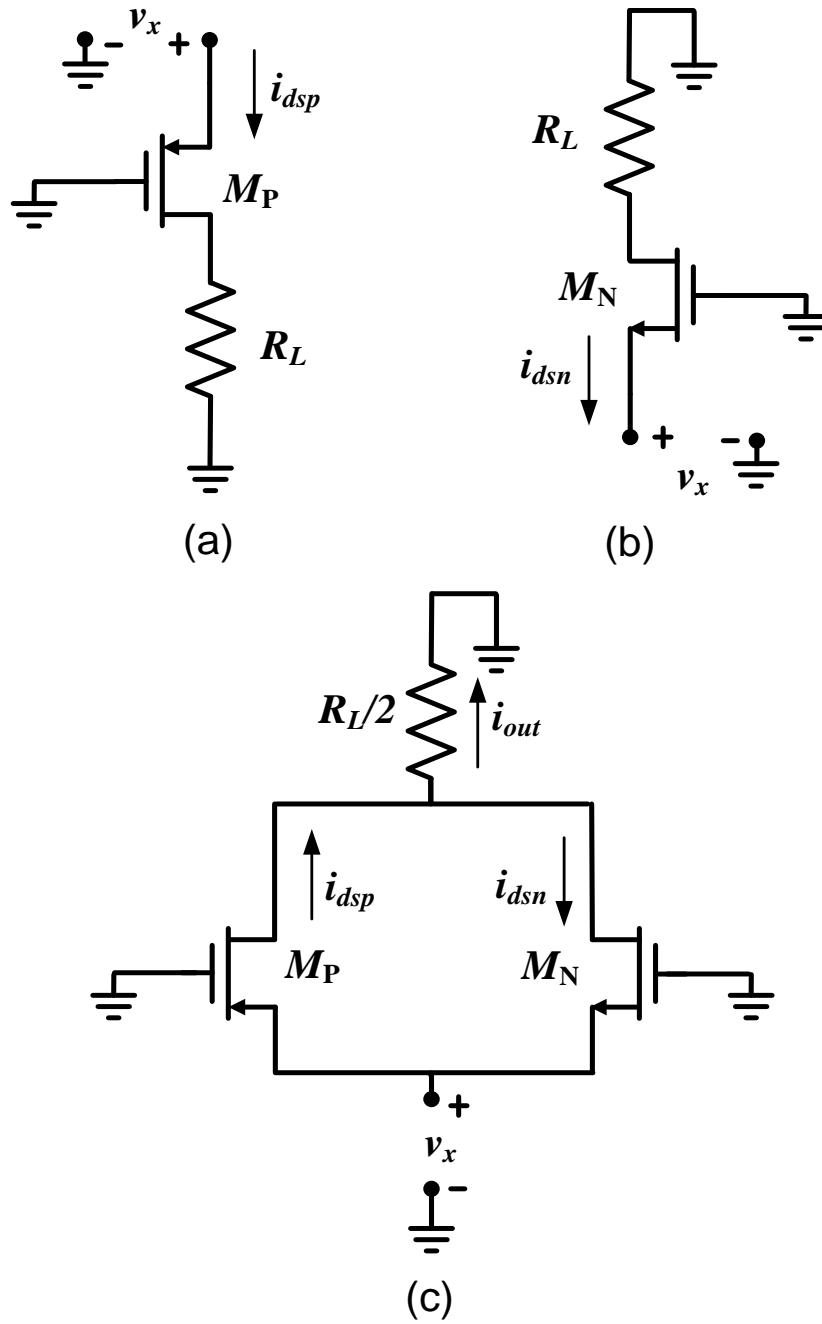 - v_x +
i_dsp
M_P
R_L
(a)
R_L
M_N
i_dsn
+ -
v_x
(b)
R_L/2
i_out
i_dsp
i_dsn
M_P
M_N
+
v_x
-
(c)